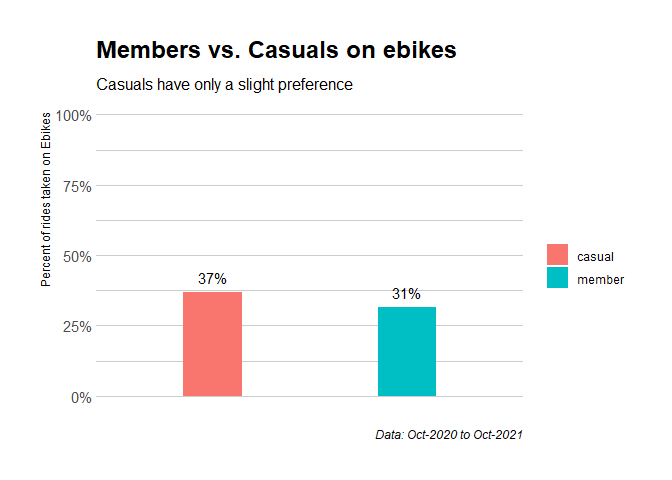 Members vs. Casuals on ebikes
Casuals have only a slight preference
Percent of rides taken on Ebikes
100%
75%
50%
25%
0%
37%
31%
casual
member
Data: Oct-2020 to Oct-2021